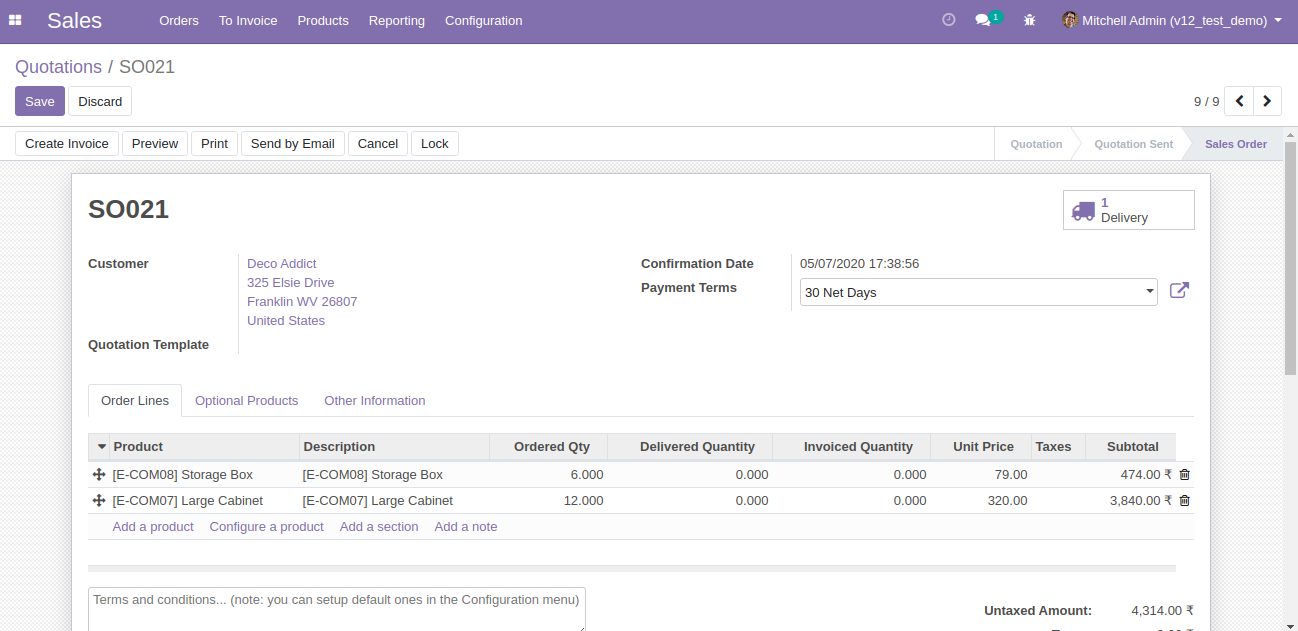 Sales Orders To Invoice Products Reporting Configuration 1 Mitchell Admin (v12_test_demo)
Quotations / SO021
Save Discard 9 / 9
Create Invoice Preview Print Send by Email Cancel Lock Quotation Quotation Sent Sales Order
SO021
1
Delivery
Customer Deco Addict Confirmation Date 05/07/2020 17:38:56
325 Elsie Drive Payment Terms 30 Net Days
Franklin WV 26807
United States
Quotation Template
Order Lines Optional Products Other Information
Product Description Ordered Qty Delivered Quantity Invoiced Quantity Unit Price Taxes Subtotal
[E-COM08] Storage Box [E-COM08] Storage Box 6.000 0.000 0.000 79.00 474.00 ₹
[E-COM07] Large Cabinet [E-COM07] Large Cabinet 12.000 0.000 0.000 320.00 3,840.00 ₹
Add a product Configure a product Add a section Add a note
Terms and conditions... (note: you can setup default ones in the Configuration menu)
Untaxed Amount: 4,314.00 ₹